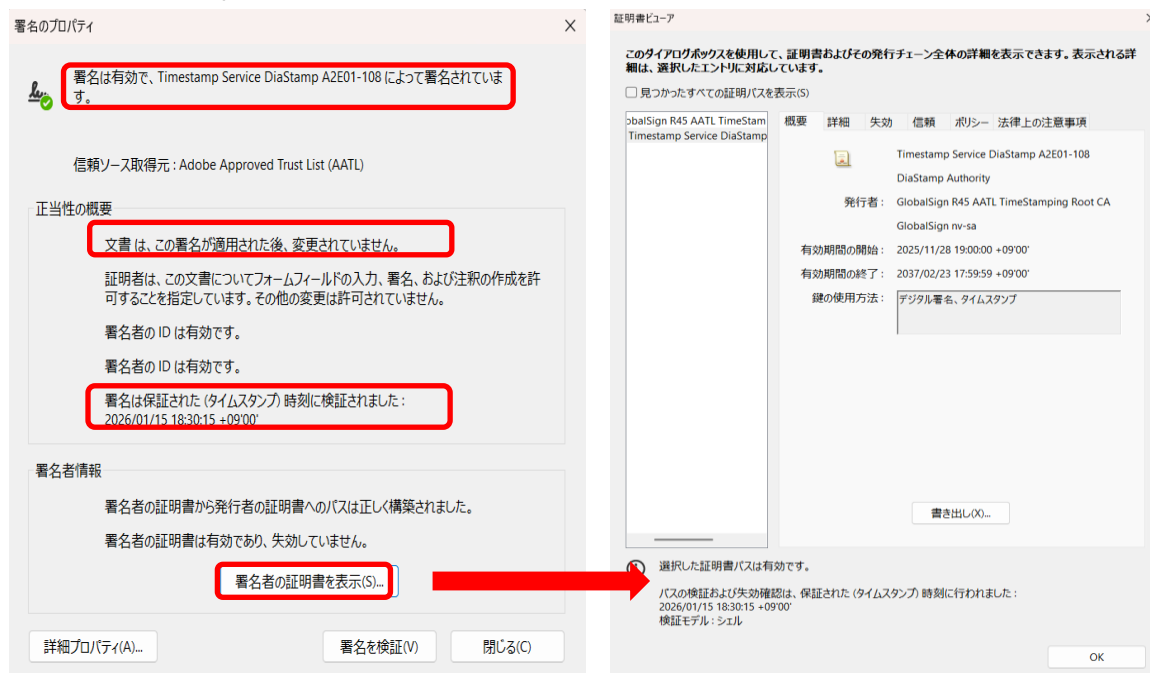 署名のプロパティ
署名は有効で、Timestamp Service DiaStamp A2E01-108 によって署名されていま
す。
信頼ソース取得元 : Adobe Approved Trust List (AATL)
正当性の概要
文書 は、この署名が適用された後、変更されていません。
証明者は、この文書についてフォームフィールドの入力、署名、および注釈の作成を許
可することを指定しています。その他の変更は許可されていません。
署名者の ID は有効です。
署名者の ID は有効です。
署名は保証された (タイムスタンプ) 時刻に検証されました :
2026/01/15 18:30:15 +09'00'
署名者情報
署名者の証明書から発行者の証明書へのパスは正しく構築されました。
署名者の証明書は有効であり、失効していません。
署名者の証明書を表示(S)...
詳細プロパティ(A)...
署名を検証(V)
閉じる(C)
証明書ビューア
このダイアログボックスを使用して、証明書およびその発行チェーン全体の詳細を表示できます。表示される詳
細は、選択したエントリに対応しています。
見つかったすべての証明パスを表示(S)
obalSign R45 AATL TimeStam
Timestamp Service DiaStamp
概要 詳細 失効 信頼 ポリシー 法律上の注意事項
Timestamp Service DiaStamp A2E01-108
DiaStamp Authority
発行者 : GlobalSign R45 AATL TimeStamping Root CA
GlobalSign nv-sa
有効期間の開始 : 2025/11/28 19:00:00 +09'00'
有効期間の終了 : 2037/02/23 17:59:59 +09'00'
鍵の使用方法 : デジタル署名、タイムスタンプ
書き出し(X)...
選択した証明書パスは有効です。
パスの検証および失効確認は、保証された (タイムスタンプ) 時刻に行われました :
2026/01/15 18:30:15 +09'00'
検証モデル : シェル
OK